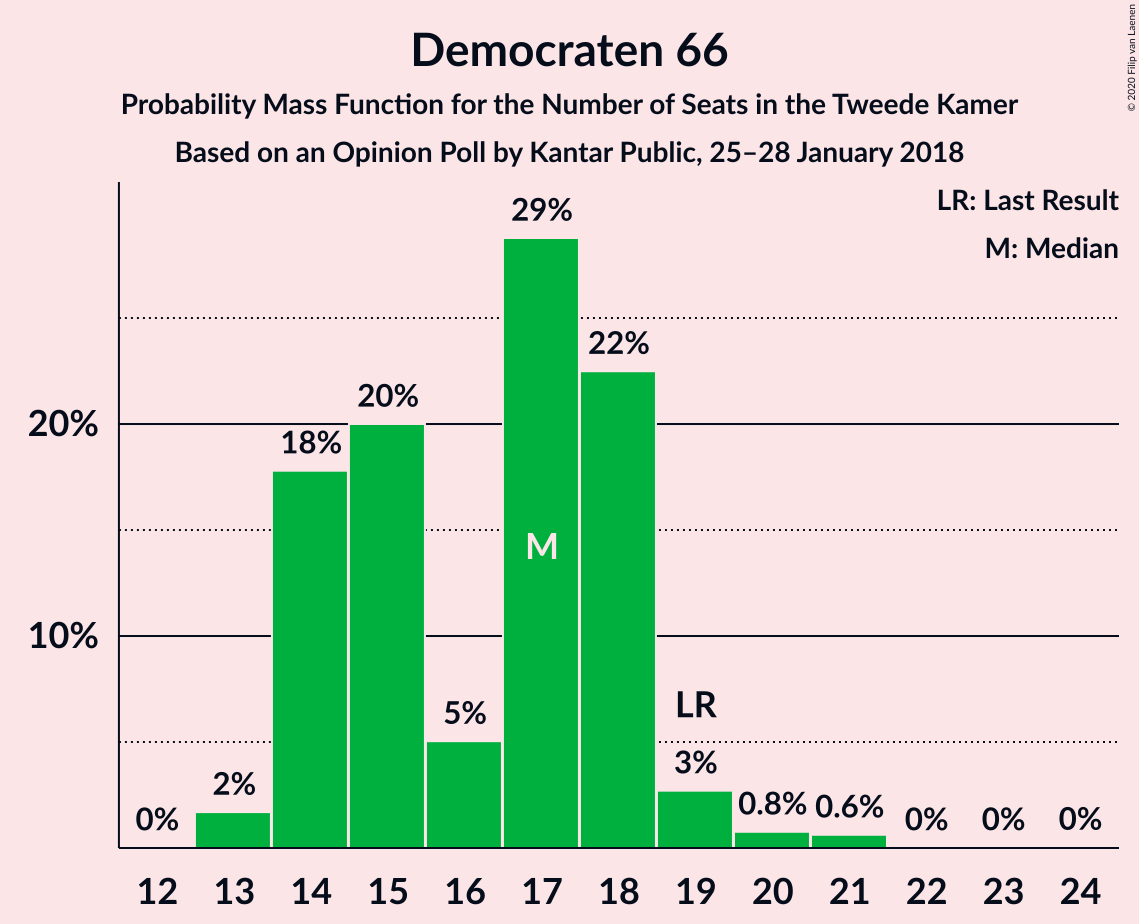 Democraten 66
Probability Mass Function for the Number of Seats in the Tweede Kamer
Based on an Opinion Poll by Kantar Public, 25–28 January 2018
© 2020 Filip van Laenen
LR: Last Result
M: Median
29%
22%
20%
20%
18%
M
10%
LR
5%
3%
2%
0.8% 0.6%
0% 0% 0% 0%
12 13 14 15 16 17 18 19 20 21 22 23 24